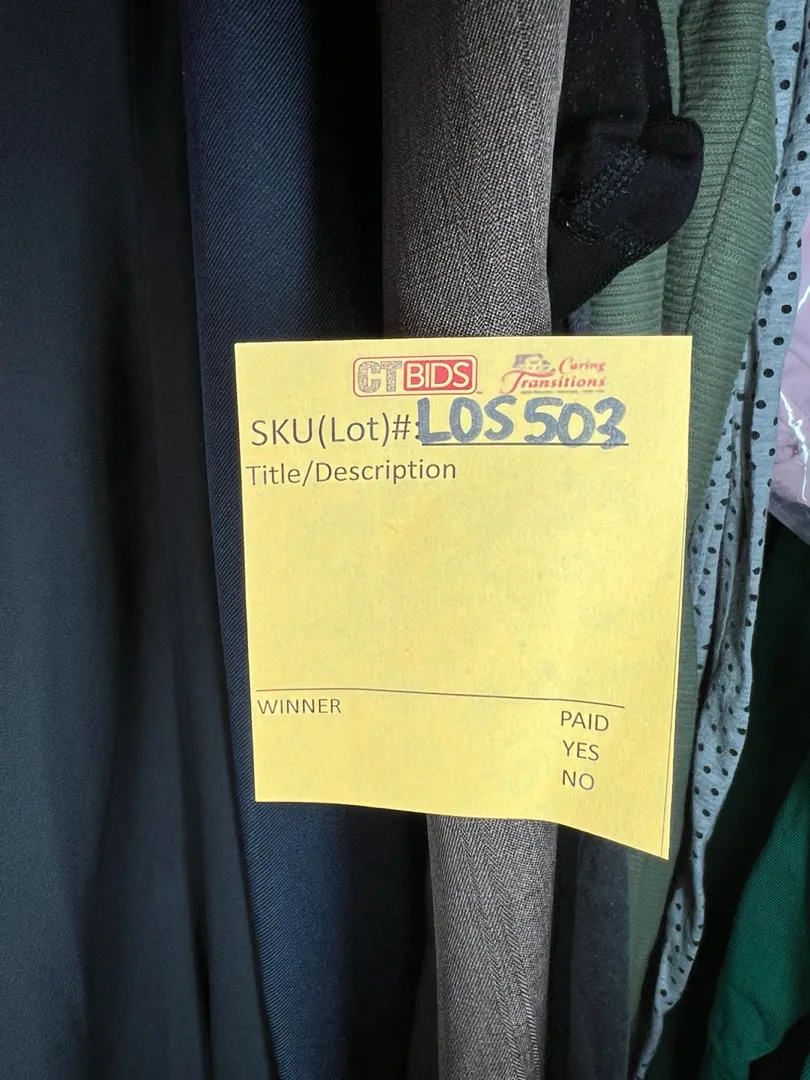 CTBIDS Caring
Transitions
SKU(Lot)#:LOS503
Title/Description
WINNER
PAID
YES
NO